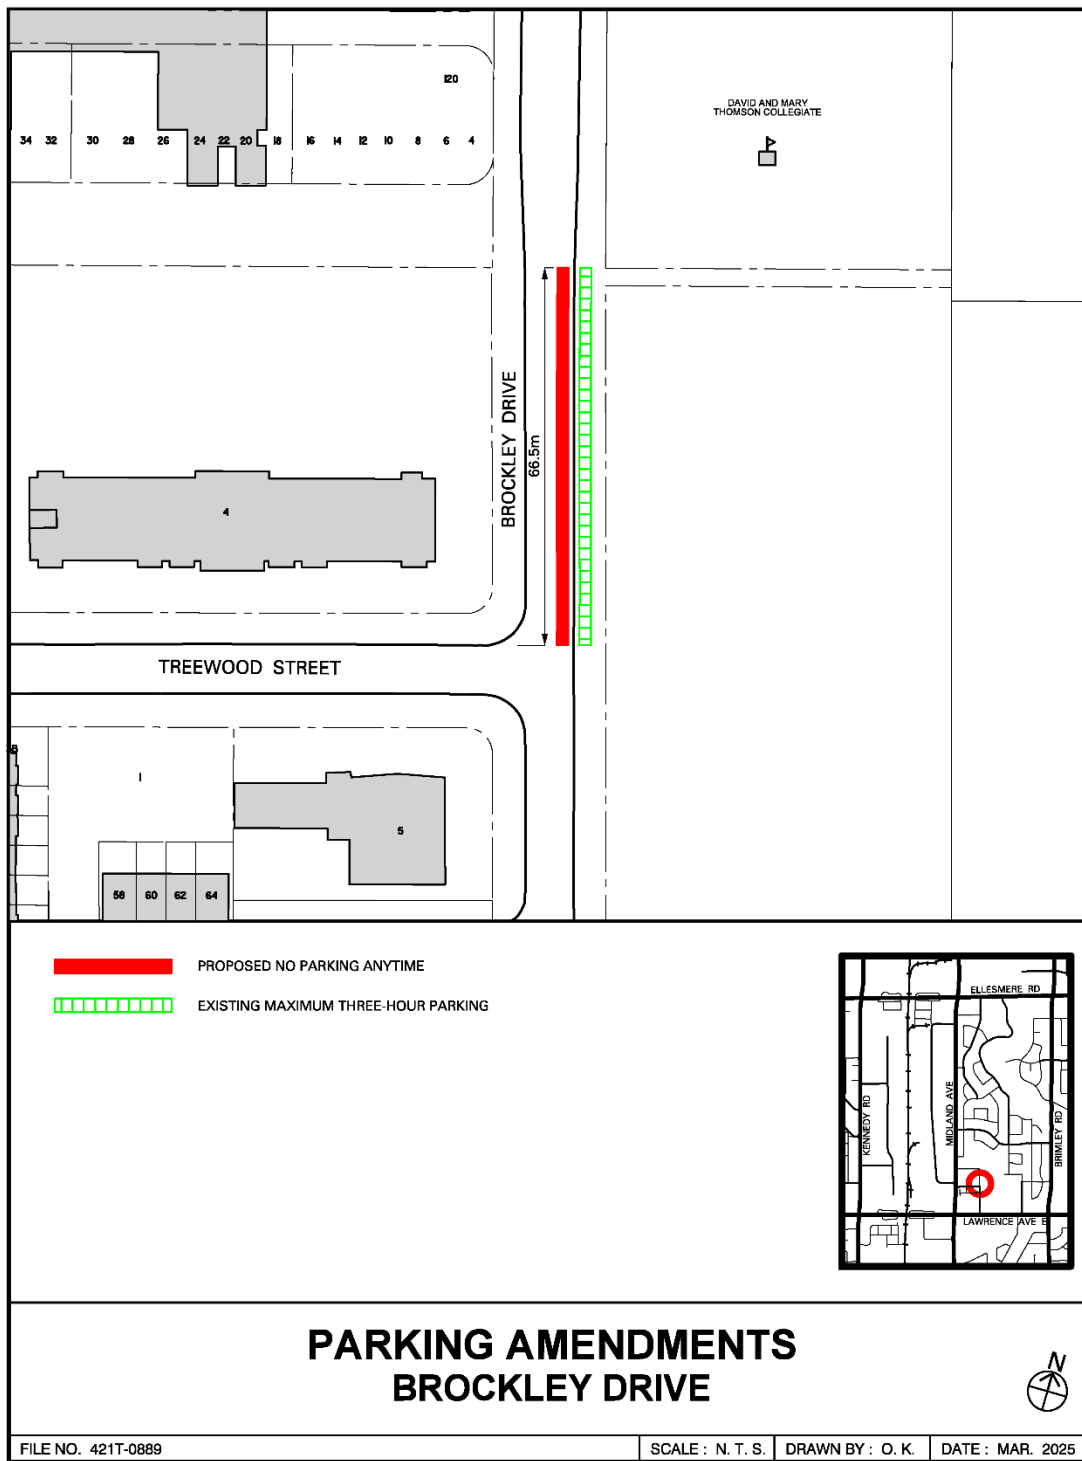 120
DAVID AND MARY
THOMSON COLLEGIATE
34 32 30 28 26 24 22 20 18 16 14 12 10 8 6 4
BROCKLEY DRIVE
66.5m
4
TREEWOOD STREET
1
5
58 60 62 64
PROPOSED NO PARKING ANYTIME
EXISTING MAXIMUM THREE-HOUR PARKING
ELLESMERE RD
KENNEDY RD
MIDLAND AVE
BRIMLEY RD
LAWRENCE AVE E
PARKING AMENDMENTS
BROCKLEY DRIVE
N
FILE NO. 421T-0889
SCALE : N. T. S.
DRAWN BY : O. K.
DATE : MAR. 2025